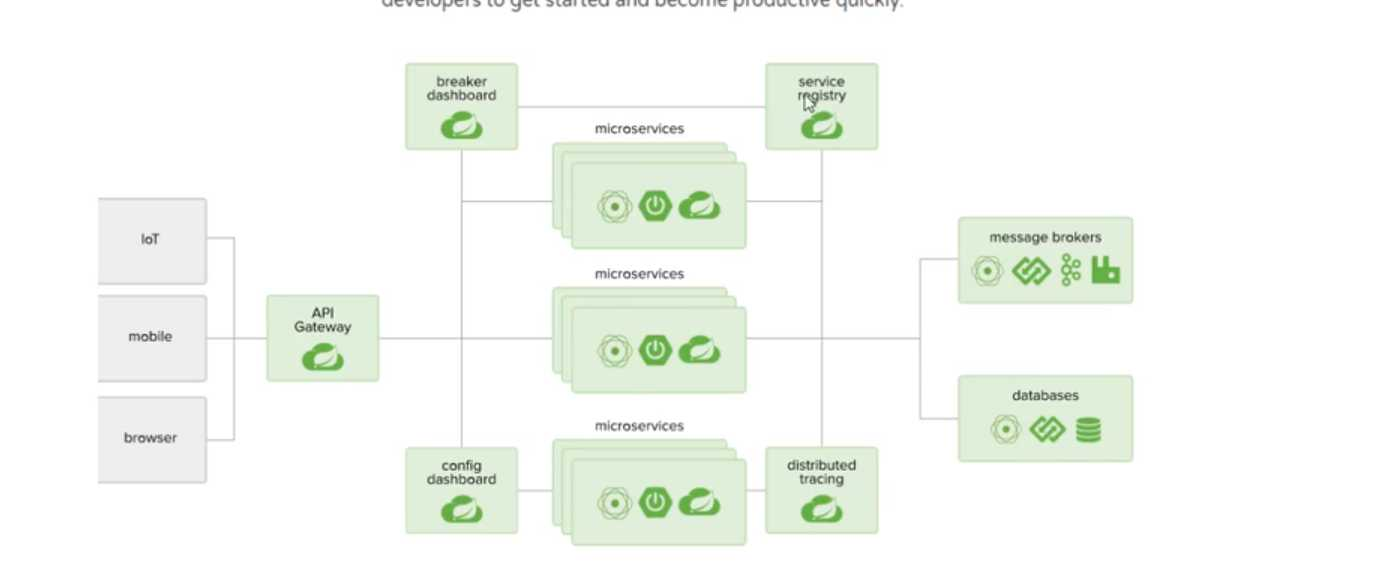 developers to get started and become productive quickly.
breaker
dashboard
service
registry
microservices
IoT
mobile
browser
API
Gateway
microservices
message brokers
databases
microservices
config
dashboard
distributed
tracing